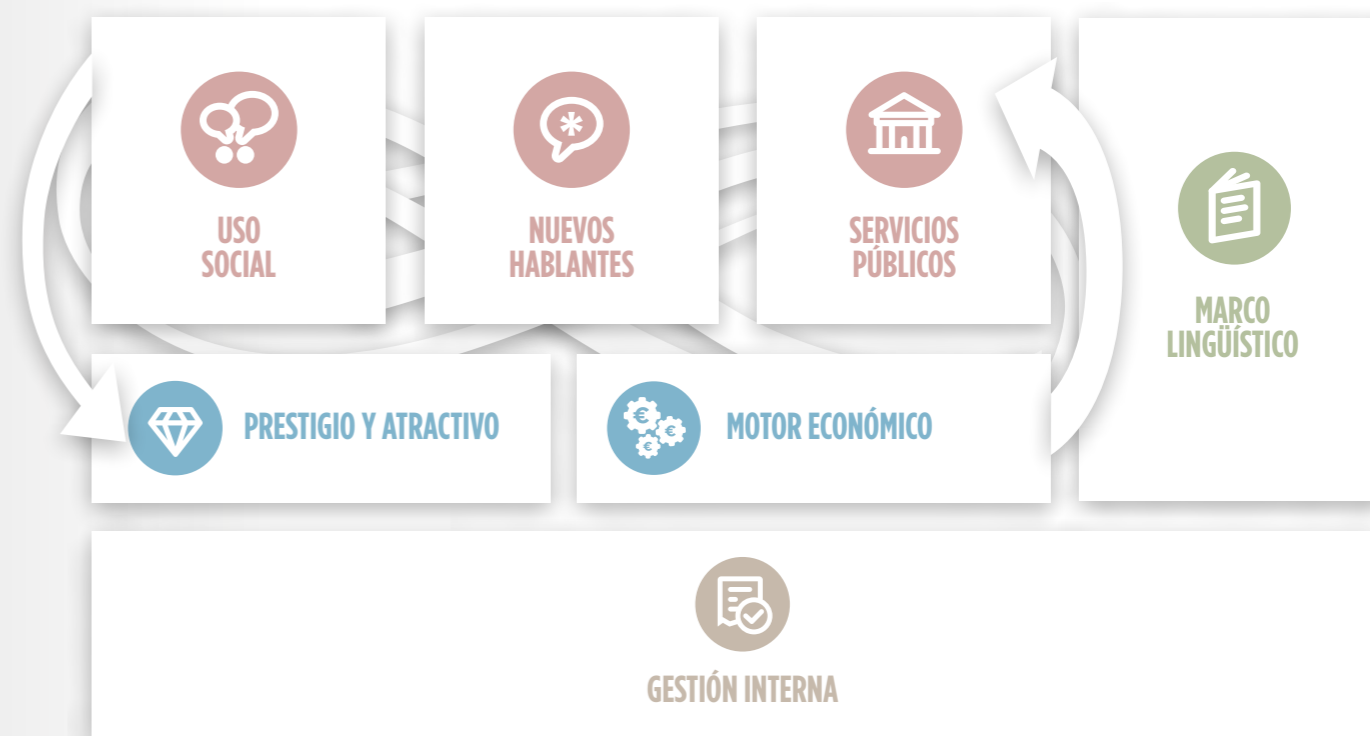 USO
SOCIAL
NUEVOS
HABLANTES
SERVICIOS
PÚBLICOS
MARCO
LINGÜÍSTICO
PRESTIGIO Y ATRACTIVO
€
€
€
MOTOR ECONÓMICO
GESTIÓN INTERNA